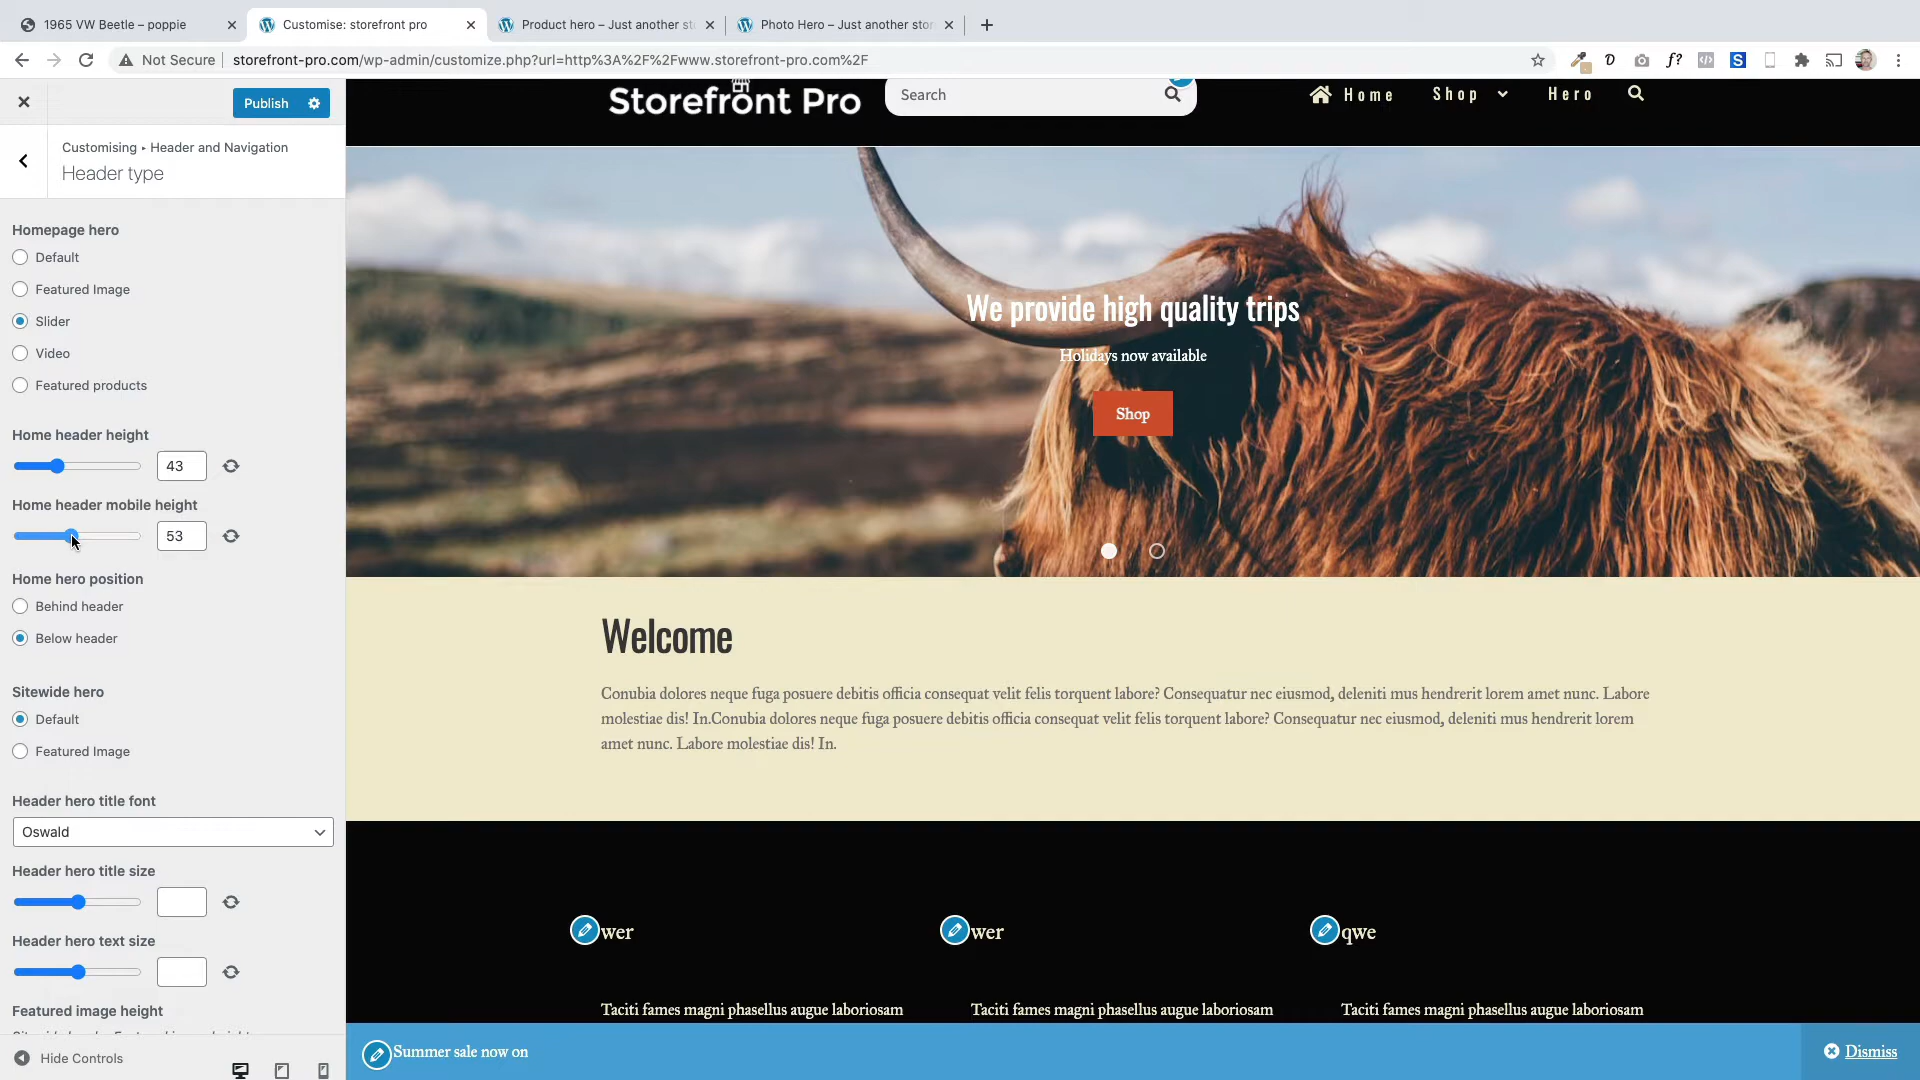 1965 VW Beetle – poppie
Customise: storefront pro
Product hero – Just another st
Photo Hero – Just another stor
Not Secure
storefront-pro.com/wp-admin/customize.php?url=http%3A%2F%2Fwww.storefront-pro.com%2F
Publish
Customising ▸ Header and Navigation
Header type
Homepage hero
Default
Featured Image
Slider
Video
Featured products
Home header height
43
Home header mobile height
53
Home hero position
Behind header
Below header
Sitewide hero
Default
Featured Image
Header hero title font
Oswald
Header hero title size
Header hero text size
Featured image height
Hide Controls
Storefront Pro
Search
Home
Shop
Hero
We provide high quality trips
Holidays now available
Shop
Welcome
Conubia dolores neque fuga posuere debitis officia consequat velit felis torquent labore? Consequatur nec eiusmod, deleniti mus hendrerit lorem amet nunc. Labore
molestiae dis! In.Conubia dolores neque fuga posuere debitis officia consequat velit felis torquent labore? Consequatur nec eiusmod, deleniti mus hendrerit lorem
amet nunc. Labore molestiae dis! In.
wer
wer
qwe
Taciti fames magni phasellus augue laboriosam
Taciti fames magni phasellus augue laboriosam
Taciti fames magni phasellus augue laboriosam
Summer sale now on
Dismiss